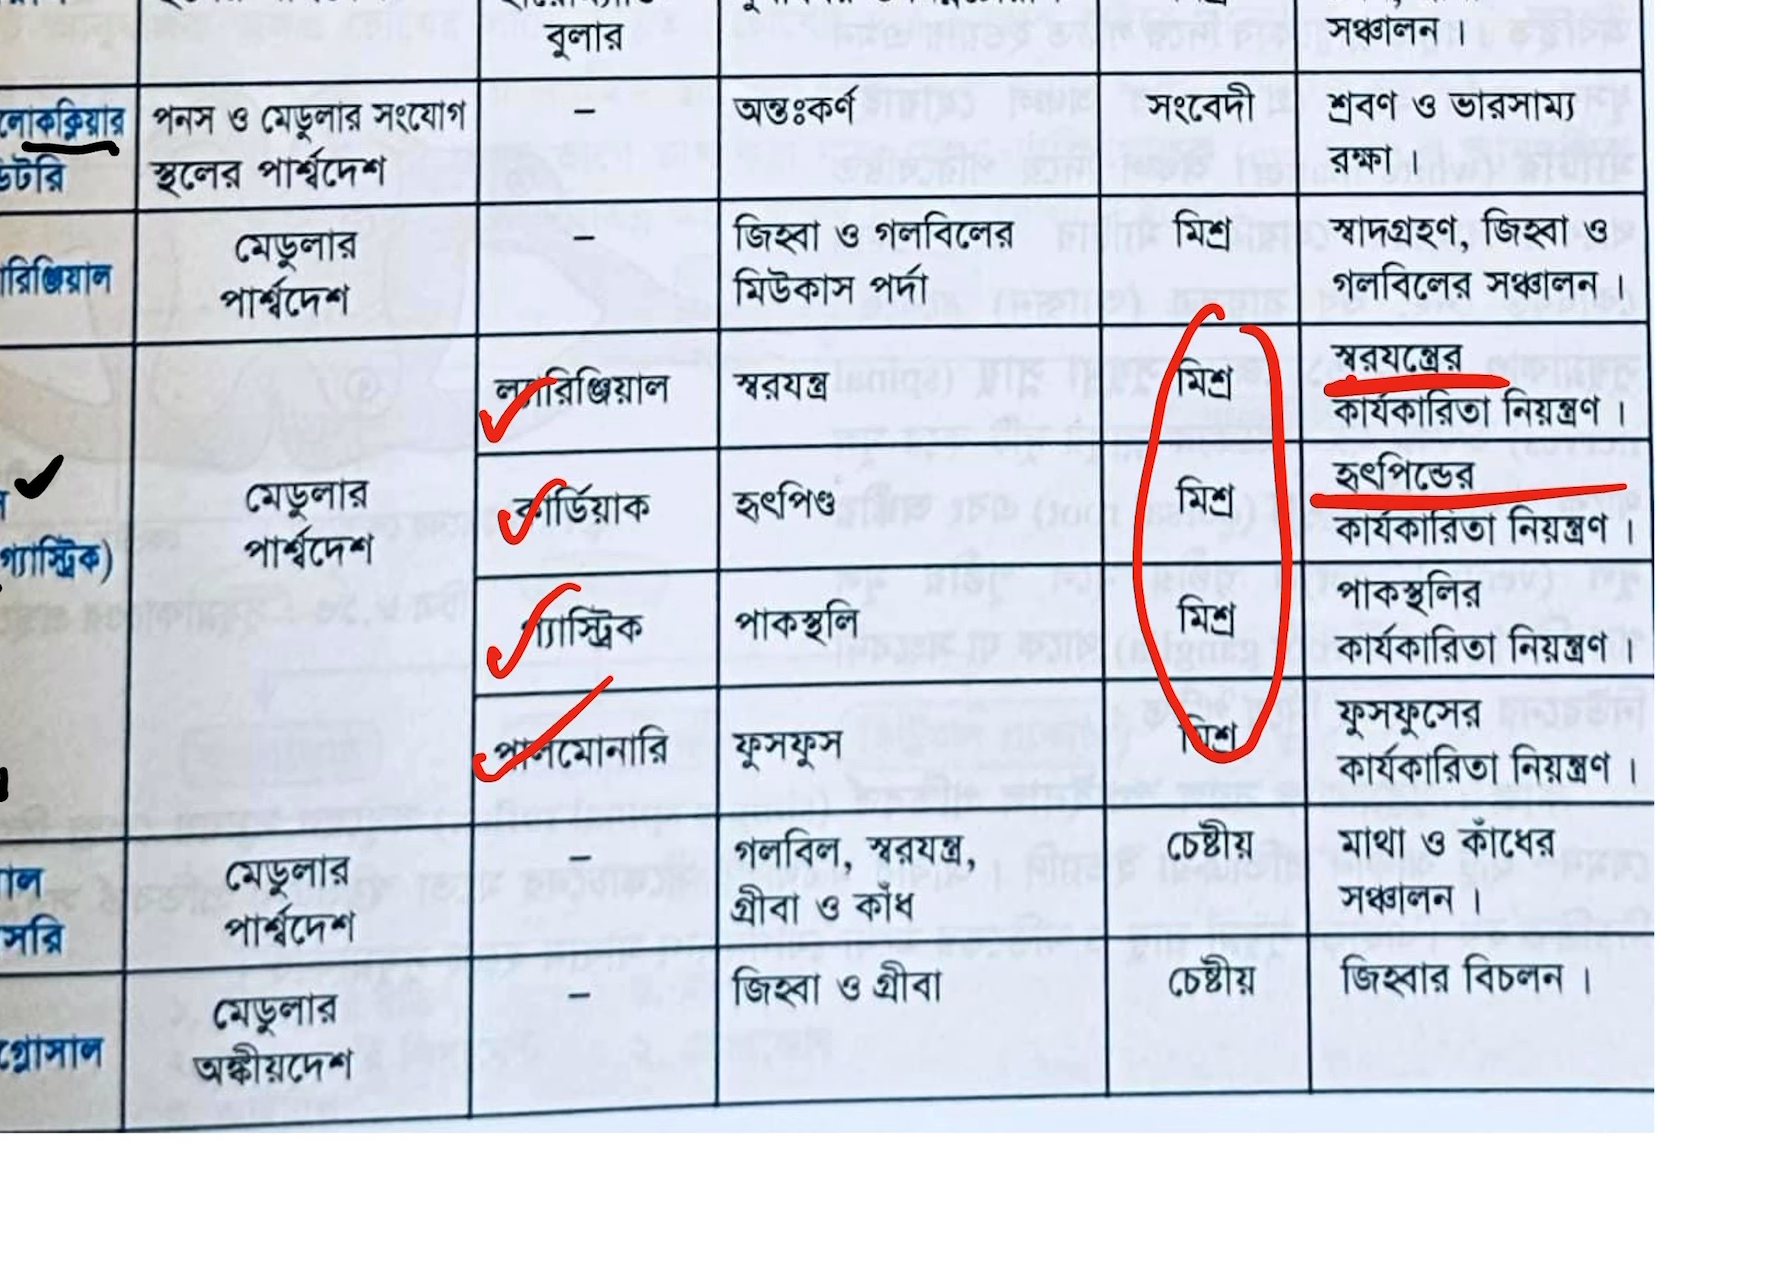 বুলার
সঞ্চালন ।
লোকক্লিয়ার
পনস ও মেডুলার সংযোগ
–
অন্তঃকর্ণ
সংবেদী
শ্রবণ ও ভারসাম্য
স্থলের পার্শ্বদেশ
রক্ষা ।
মেডুলার
পার্শ্বদেশ
–
জিহ্বা ও গলবিলের
মিউকাস পর্দা
মিশ্র
স্বাদগ্রহণ, জিহ্বা ও
গলবিলের সঞ্চালন ।
রিঞ্জিয়াল
মেডুলার
পার্শ্বদেশ
গ্যাস্ট্রিক)
ল্যারিঞ্জিয়াল
স্বরযন্ত্র
মিশ্র
স্বরযন্ত্রের
কার্যকারিতা নিয়ন্ত্রণ ।
কার্ডিয়াক
হৃৎপিণ্ড
মিশ্র
হৃৎপিন্ডের
কার্যকারিতা নিয়ন্ত্রণ ।
গ্যাস্ট্রিক
পাকস্থলি
মিশ্র
পাকস্থলির
কার্যকারিতা নিয়ন্ত্রণ ।
পালমোনারি
ফুসফুস
মিশ্র
ফুসফুসের
কার্যকারিতা নিয়ন্ত্রণ ।
মেডুলার
পার্শ্বদেশ
–
গলবিল, স্বরযন্ত্র,
গ্রীবা ও কাঁধ
চেষ্টীয়
মাথা ও কাঁধের
সঞ্চালন ।
গ্লোসাল
মেডুলার
অঙ্কীয়দেশ
–
জিহ্বা ও গ্রীবা
চেষ্টীয়
জিহ্বার বিচলন ।